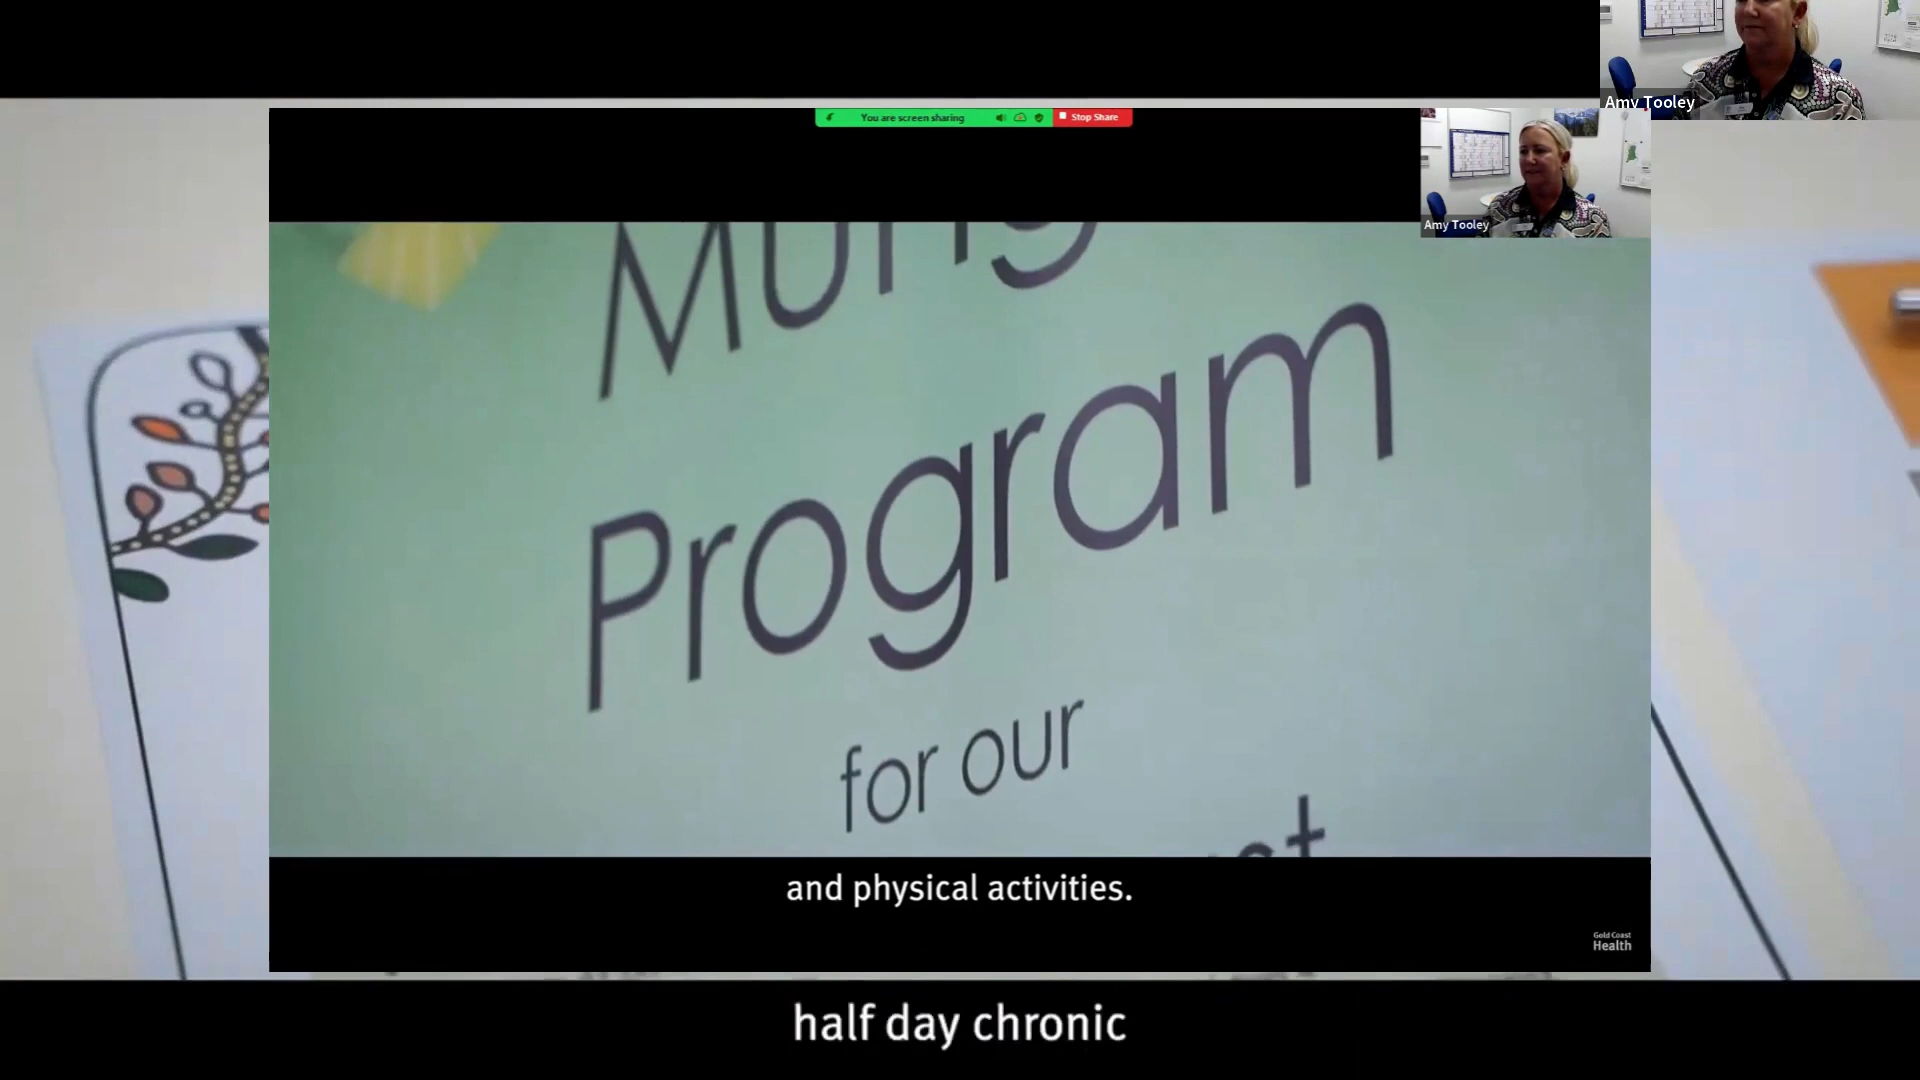 Amy Tooley
You are screen sharing
Stop Share
Amy Tooley
Program
for our
and physical activities.
Gold Coast
Health
half day chronic